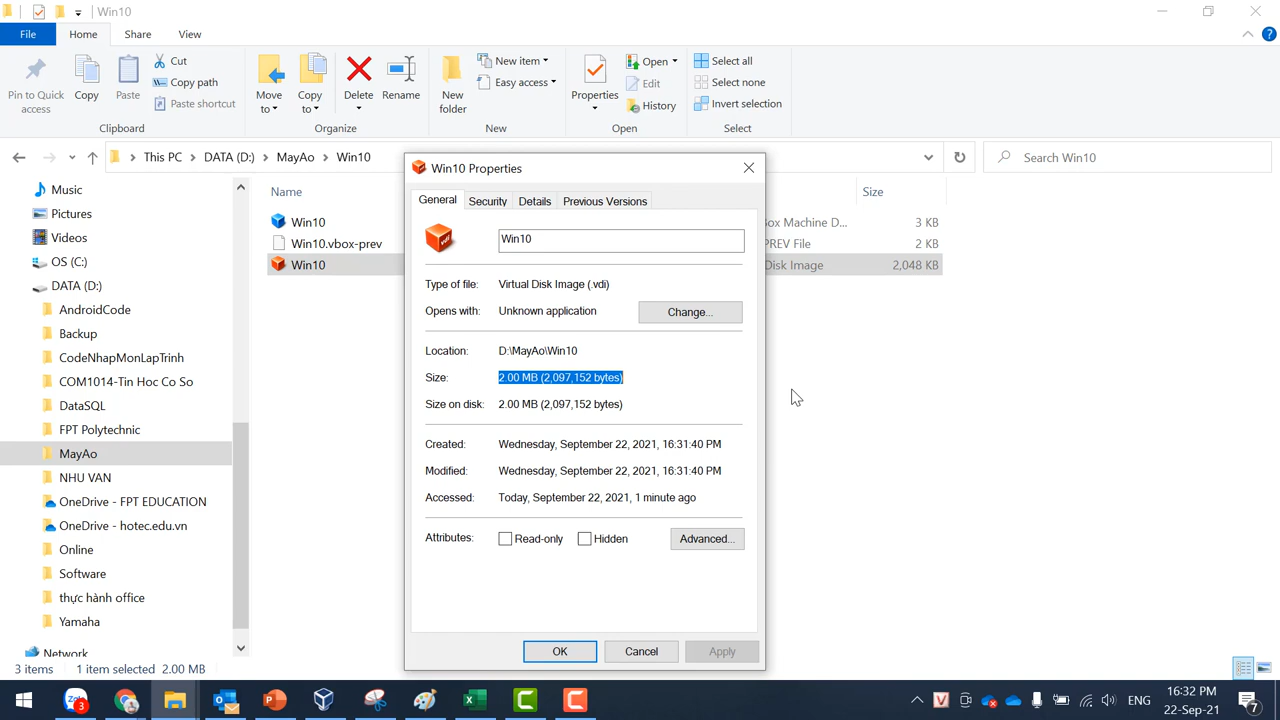 Win10
File Home Share View
Pin to Quick access
Copy
Paste
Cut
Copy path
Paste shortcut
Clipboard
Move to
Copy to
Delete
Rename
Organize
New folder
New item
Easy access
New
Properties
Open
Edit
History
Open
Select all
Select none
Invert selection
Select
This PC > DATA (D:) > MayAo > Win10
Search Win10
Music
Pictures
Videos
OS (C:)
DATA (D:)
AndroidCode
Backup
CodeNhapMonLapTrinh
COM1014-Tin Hoc Co So
DataSQL
FPT Polytechnic
MayAo
NHU VAN
OneDrive - FPT EDUCATION
OneDrive - hotec.edu.vn
Online
Software
thực hành office
Yamaha
Network
Name Size
Win10 Box Machine D... 3 KB
Win10.vbox-prev PREV File 2 KB
Win10 Disk Image 2,048 KB
Win10 Properties
General Security Details Previous Versions
Win10
Type of file: Virtual Disk Image (.vdi)
Opens with: Unknown application Change...
Location: D:\MayAo\Win10
Size: 2.00 MB (2,097,152 bytes)
Size on disk: 2.00 MB (2,097,152 bytes)
Created: Wednesday, September 22, 2021, 16:31:40 PM
Modified: Wednesday, September 22, 2021, 16:31:40 PM
Accessed: Today, September 22, 2021, 1 minute ago
Attributes: Read-only Hidden Advanced...
OK Cancel Apply
3 items 1 item selected 2.00 MB
ENG
16:32 PM
22-Sep-21